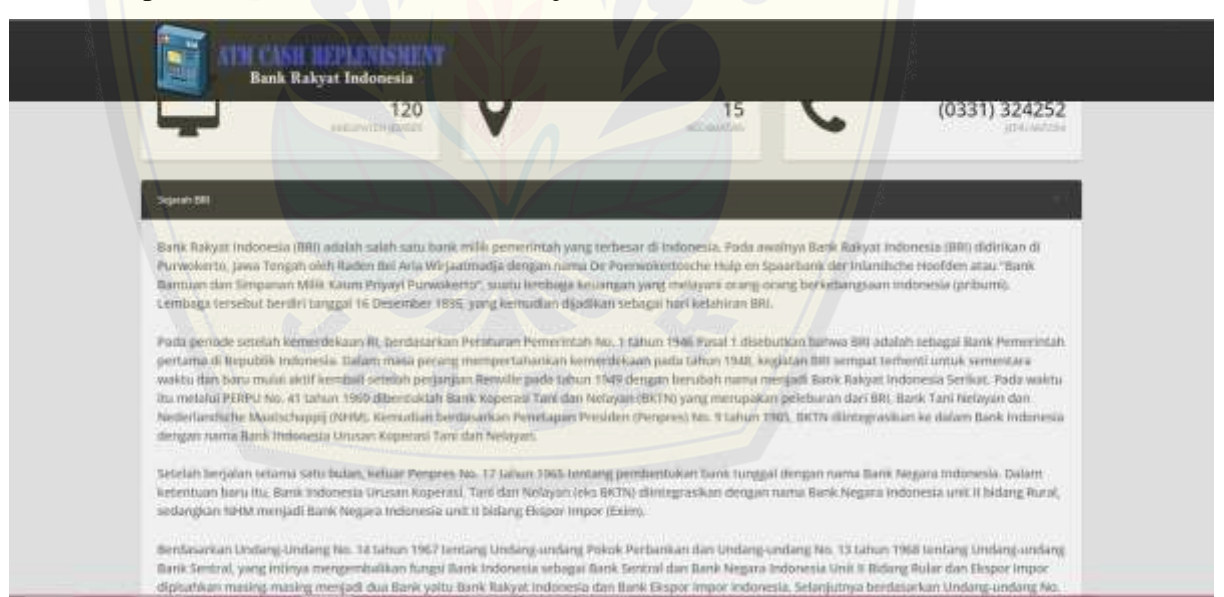 ATM CASH REPLENISMENT
Bank Rakyat Indonesia
120
15
(0331) 324252
KECAMATAN
Sejarah BRI
Bank Rakyat Indonesia (BRI) adalah salah satu bank milik pemerintah yang terbesar di Indonesia. Pada awalnya Bank Rakyat Indonesia (BRI) didirikan di
Purwokerto, Jawa Tengah oleh Raden Bei Aria Wirjaatmadja dengan nama De Poerwokertosche Hulp en Spaarbank der Inlandsche Hoofden atau "Bank
Bantuan dan Simpanan Milik Kaum Priyayi Purwokerto", suatu lembaga keuangan yang melayani orang-orang berkebangsaan Indonesia (pribumi).
Lembaga tersebut berdiri tanggal 16 Desember 1895, yang kemudian dijadikan sebagai hari kelahiran BRI.
Pada periode setelah kemerdekaan RI, berdasarkan Peraturan Pemerintah No. 1 tahun 1946 Pasal 1 disebutkan bahwa BRI adalah sebagai Bank Pemerintah
pertama di Republik Indonesia. Dalam masa perang mempertahankan kemerdekaan pada tahun 1948, kegiatan BRI sempat terhenti untuk sementara
waktu dan baru mulai aktif kembali setelah perjanjian Renville pada tahun 1949 dengan berubah nama menjadi Bank Rakyat Indonesia Serikat. Pada waktu
itu melalui PERPU No. 41 tahun 1960 dibentuklah Bank Koperasi Tani dan Nelayan (BKTN) yang merupakan peleburan dari BRI, Bank Tani Nelayan dan
Nederlandsche Maatschappij (NHM). Kemudian berdasarkan Penetapan Presiden (Penpres) No. 9 tahun 1965, BKTN diintegrasikan ke dalam Bank Indonesia
dengan nama Bank Indonesia Urusan Koperasi Tani dan Nelayan.
Setelah berjalan selama satu bulan, keluar Penpres No. 17 tahun 1965 tentang pembentukan bank tunggal dengan nama Bank Negara Indonesia. Dalam
ketentuan baru itu, Bank Indonesia Urusan Koperasi, Tani dan Nelayan (eks BKTN) diintegrasikan dengan nama Bank Negara Indonesia unit II bidang Rural,
sedangkan NHM menjadi Bank Negara Indonesia unit II bidang Ekspor Impor (Exim).
Berdasarkan Undang-Undang No. 14 tahun 1967 tentang Undang-undang Pokok Perbankan dan Undang-undang No. 13 tahun 1968 tentang Undang-undang
Bank Sentral, yang intinya mengembalikan fungsi Bank Indonesia sebagai Bank Sentral dan Bank Negara Indonesia Unit II Bidang Rular dan Ekspor Impor
dipisahkan masing-masing menjadi dua Bank yaitu Bank Rakyat Indonesia dan Bank Ekspor Impor Indonesia. Selanjutnya berdasarkan Undang-undang No.